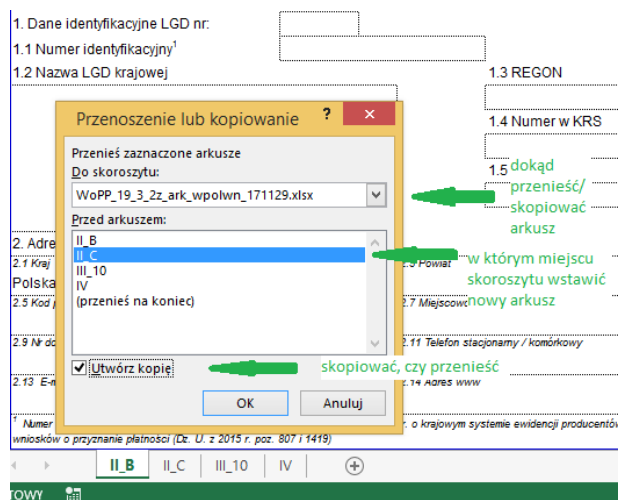 1. Dane identyfikacyjne LGD nr:
1.1 Numer identyfikacyjny1
1.2 Nazwa LGD krajowej
1.3 REGON
1.4 Numer w KRS
1.5
Przenoszenie lub kopiowanie ? ×
Przenieś zaznaczone arkusze
Do skoroszytu:
WoPP_19_3_2z_ark_wpolwn_171129.xlsx
Przed arkuszem:
II_B
II_C
III_10
IV
(przenieś na koniec)
Utwórz kopię
OK Anuluj
dokąd
przenieść/
skopiować
arkusz
w którym miejscu
skoroszytu wstawić
nowy arkusz
skopiować, czy przenieść
2. Adre
2.1 Kraj
Powiat
Polska
2.5 Kod
2.7 Miejscowo
2.9 Nr do
2.11 Telefon stacjonarny / komórkowy
2.13 E-m
2.14 Adres www
1 Numer
r. o krajowym systemie ewidencji producentów
wniosków o przyznanie płatności (Dz. U. z 2015 r. poz. 807 i 1419)
II_B II_C III_10 IV
TOWY